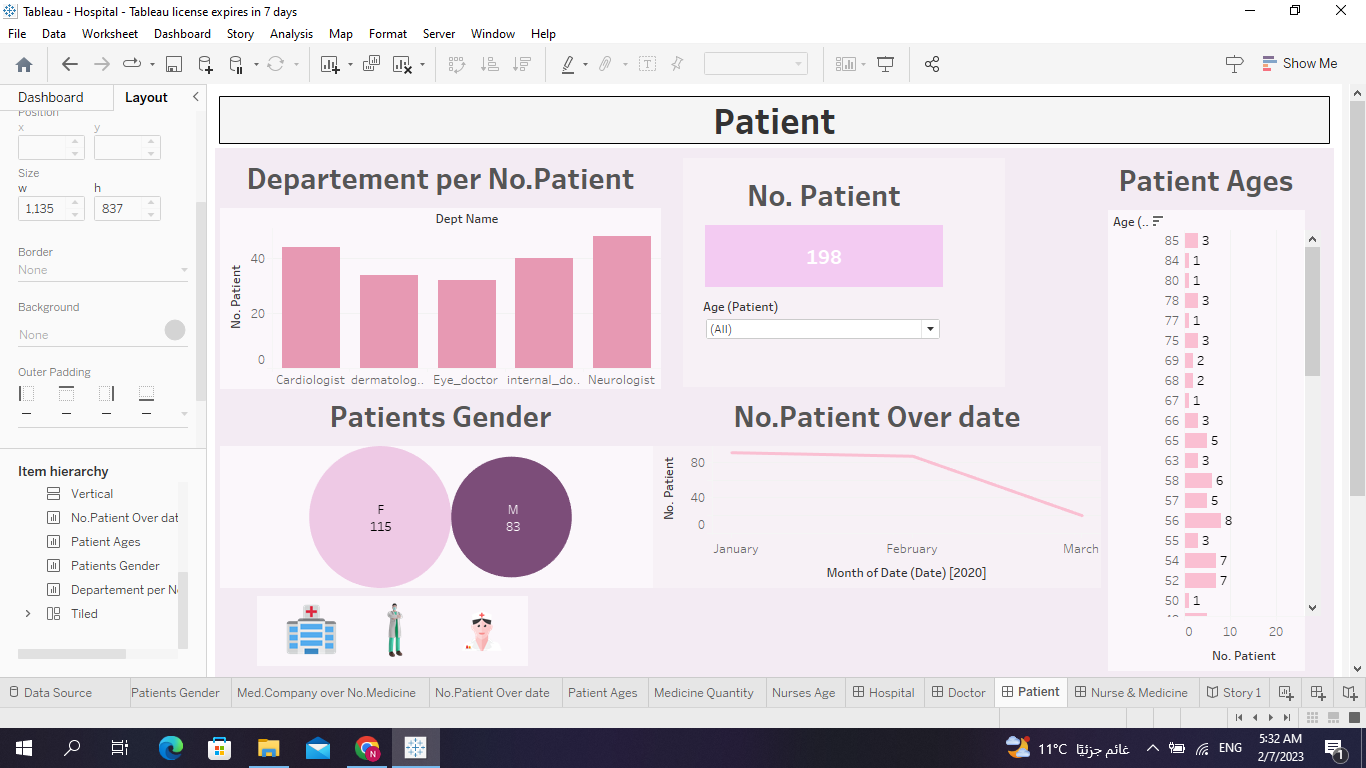 Tableau - Hospital - Tableau license expires in 7 days
File Data Worksheet Dashboard Story Analysis Map Format Server Window Help
Show Me
Dashboard Layout
Position
x y
Size
w h
1,135 837
Border
None
Background
None
Outer Padding
Item hierarchy
Vertical
No.Patient Over dat
Patient Ages
Patients Gender
Departement per N
Tiled
Patient
Departement per No.Patient
Dept Name
No. Patient
40
20
0
Cardiologist dermatolog.. Eye_doctor internal_do.. Neurologist
No. Patient
198
Age (Patient)
(All)
Patients Gender
F
115
M
83
No.Patient Over date
No. Patient
80
40
0
January February March
Month of Date (Date) [2020]
Patient Ages
Age (..
85 3
84 1
80 1
78 3
77 1
75 3
69 2
68 2
67 1
66 3
65 5
63 3
58 6
57 5
56 8
55 3
54 7
52 7
50 1
0 10 20
No. Patient
Data Source Patients Gender Med.Company over No.Medicine No.Patient Over date Patient Ages Medicine Quantity Nurses Age Hospital Doctor Patient Nurse & Medicine Story 1
11°C غائم جزئيًا ENG
5:32 AM
2/7/2023
1